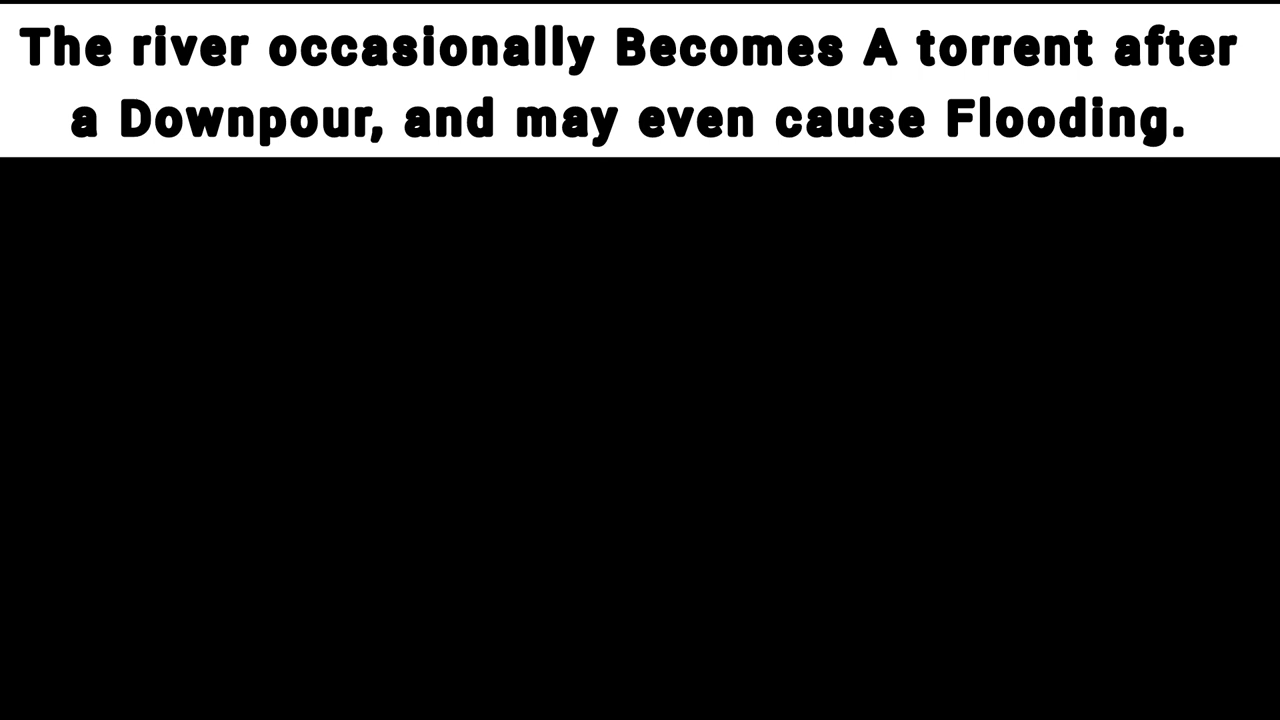 The river occasionally Becomes A torrent after
a Downpour, and may even cause Flooding.